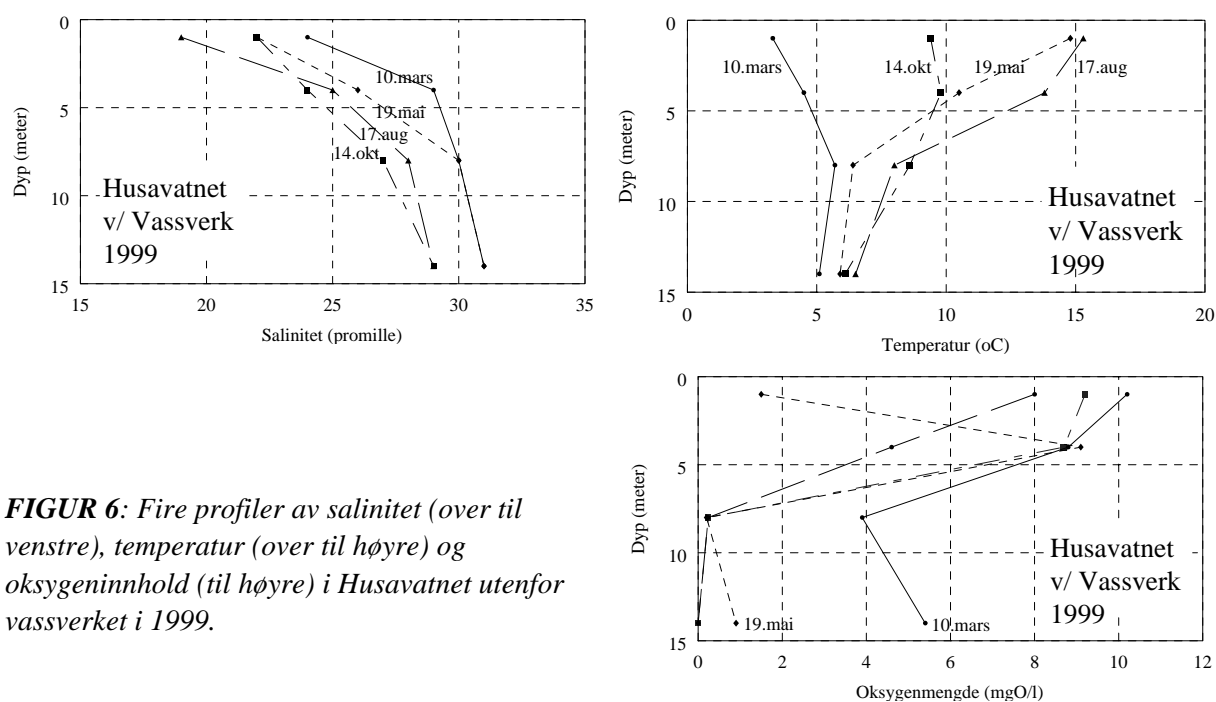 0
5
10
15
Dyp (meter)
10.mars
19.mai
17.aug
14.okt
Husavatnet
v/ Vassverk
1999
15 20 25 30 35
Salinitet (promille)
0
5
10
15
Dyp (meter)
10.mars
14.okt
19.mai
17.aug
Husavatnet
v/ Vassverk
1999
0 5 10 15 20
Temperatur (oC)
0
5
10
15
Dyp (meter)
Husavatnet
v/ Vassverk
1999
19.mai
10.mars
0 2 4 6 8 10 12
Oksygenmengde (mgO/l)
FIGUR 6: Fire profiler av salinitet (over til
venstre), temperatur (over til høyre) og
oksygeninnhold (til høyre) i Husavatnet utenfor
vassverket i 1999.